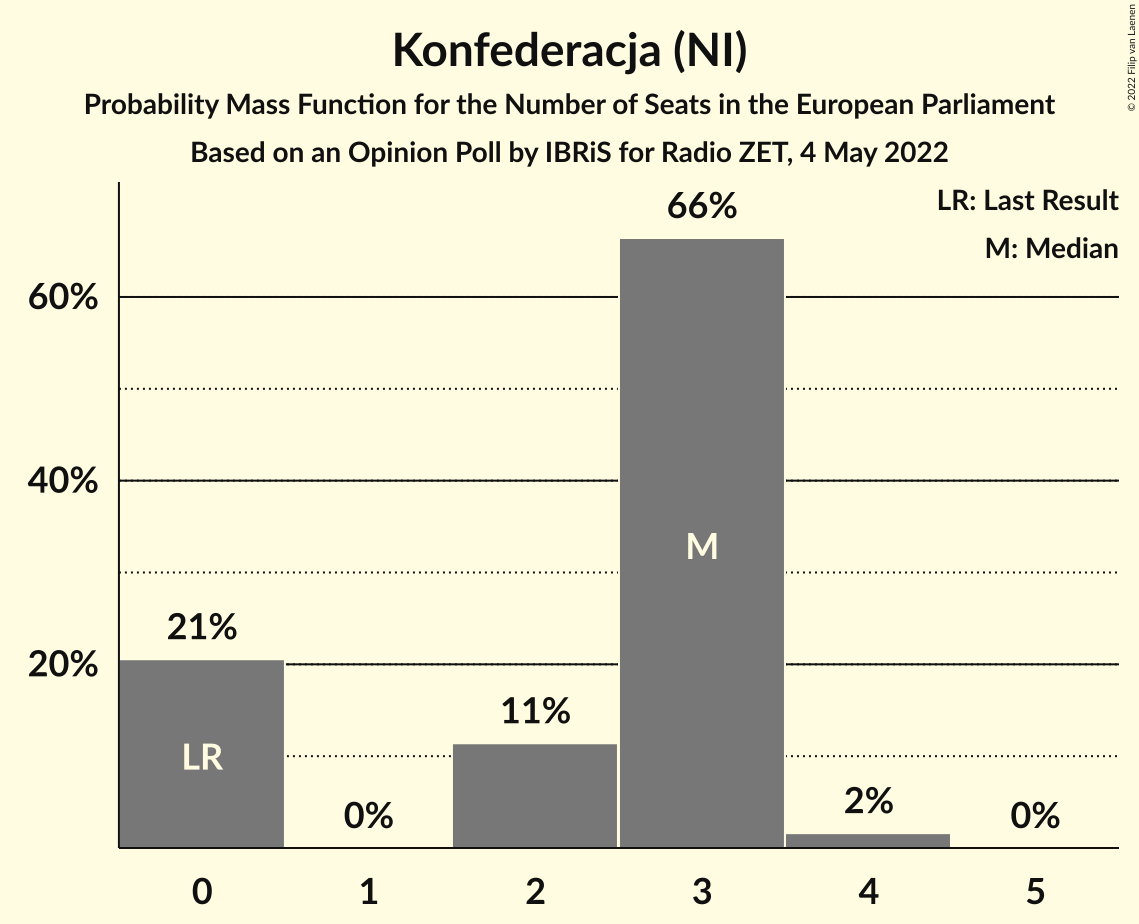 Konfederacja (NI)
Probability Mass Function for the Number of Seats in the European Parliament
Based on an Opinion Poll by IBRiS for Radio ZET, 4 May 2022
© 2022 Filip van Laenen
LR: Last Result
M: Median
66%
60%
40%
M
21%
20%
11%
LR
2%
0%
0%
0 1 2 3 4 5